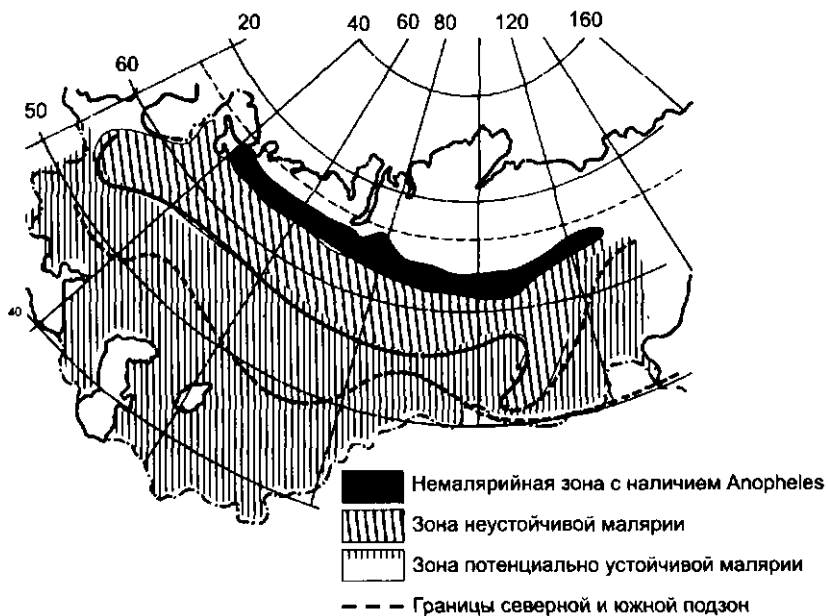 20
40
60
80
120
160
60
50
40
Немалярийная зона с наличием Anopheles
Зона неустойчивой малярии
Зона потенциально устойчивой малярии
Границы северной и южной подзон